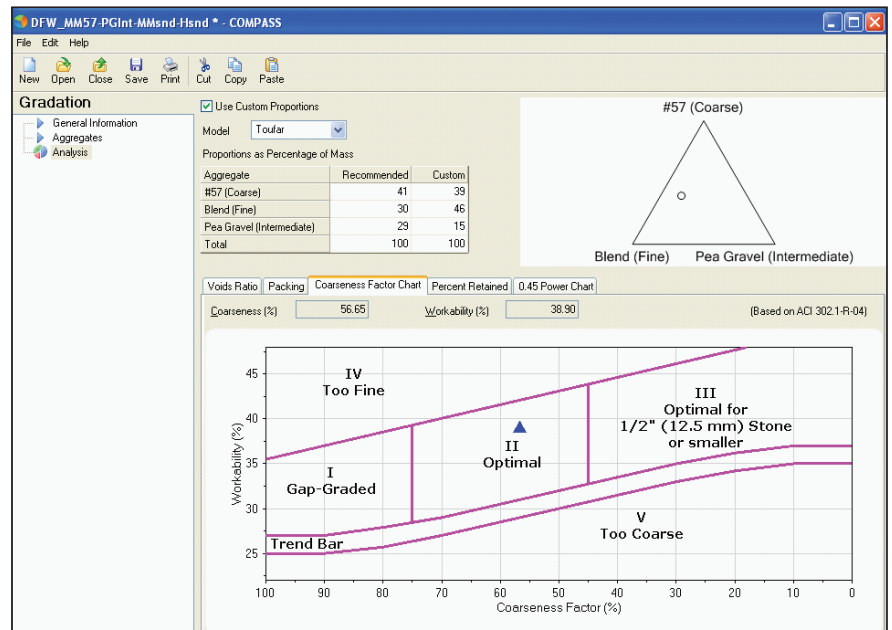 DFW_MM57-PGInt-MMsnd-Hsnd * - COMPASS
File Edit Help
New Open Close Save Print Cut Copy Paste
Gradation
General Information
Aggregates
Analysis
Use Custom Proportions
Model Toufar
Proportions as Percentage of Mass
Aggregate Recommended Custom
#57 (Coarse) 41 39
Blend (Fine) 30 46
Pea Gravel (Intermediate) 29 15
Total 100 100
#57 (Coarse)
Blend (Fine) Pea Gravel (Intermediate)
Voids Ratio Packing Coarseness Factor Chart Percent Retained 0.45 Power Chart
Coarseness (%) 56.65 Workability (%) 38.90 (Based on ACI 302.1-R-04)
Workability (%)
45
40
35
30
25
IV
Too Fine
III
Optimal for
1/2" (12.5 mm) Stone
or smaller
II
Optimal
I
Gap-Graded
V
Too Coarse
Trend Bar
100 90 80 70 60 50 40 30 20 10 0
Coarseness Factor (%)